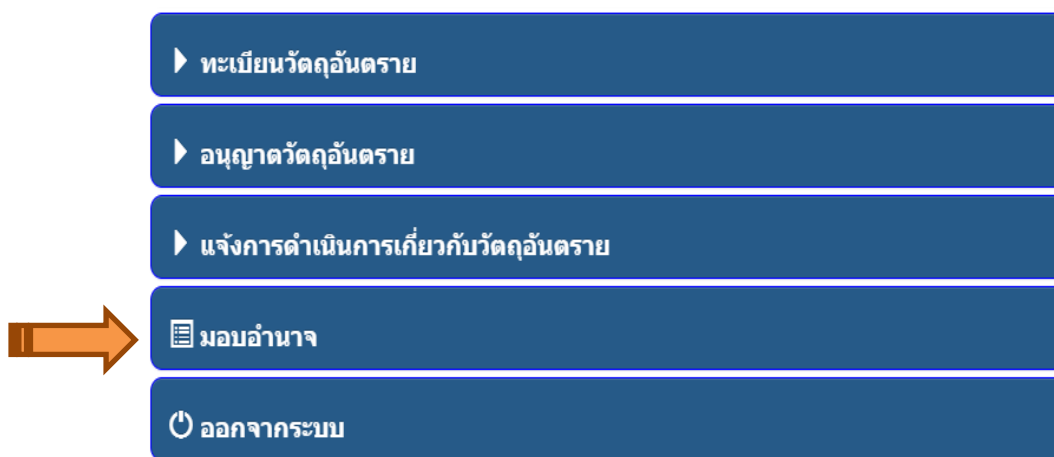 ทะเบียนวัตถุอันตราย
อนุญาตวัตถุอันตราย
แจ้งการดำเนินการเกี่ยวกับวัตถุอันตราย
มอบอำนาจ
ออกจากระบบ